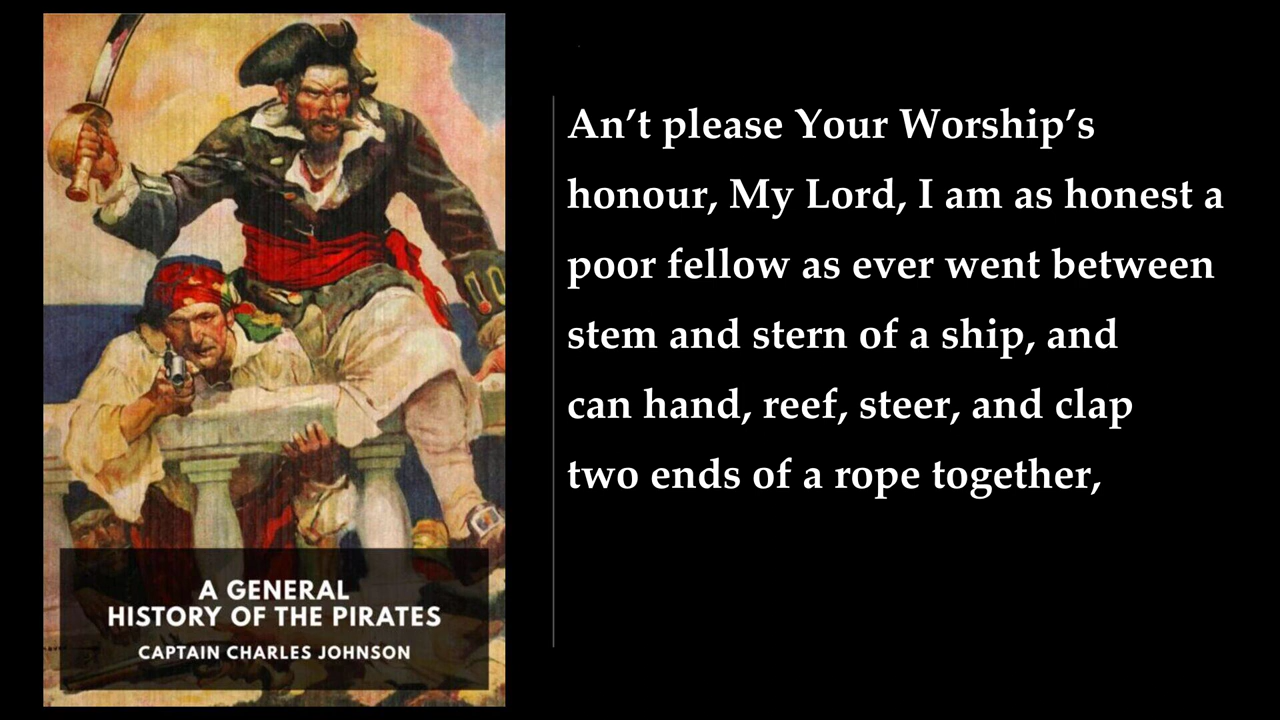 A GENERAL
HISTORY OF THE PIRATES
CAPTAIN CHARLES JOHNSON
An’t please Your Worship’s
honour, My Lord, I am as honest a
poor fellow as ever went between
stem and stern of a ship, and
can hand, reef, steer, and clap
two ends of a rope together,